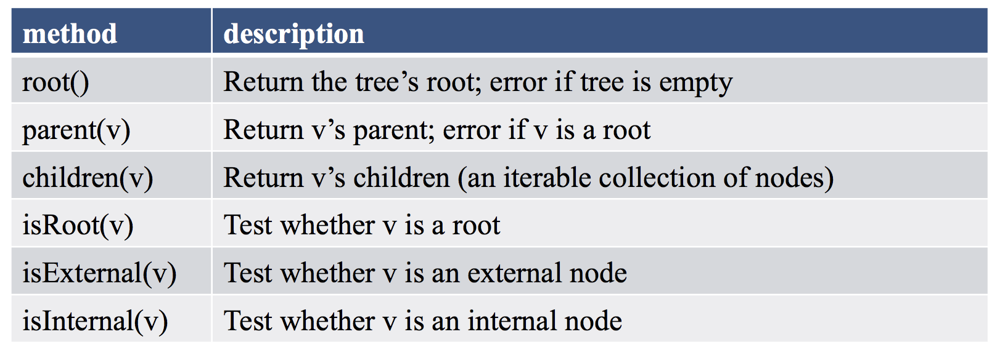 method description
root() Return the tree’s root; error if tree is empty
parent(v) Return v’s parent; error if v is a root
children(v) Return v’s children (an iterable collection of nodes)
isRoot(v) Test whether v is a root
isExternal(v) Test whether v is an external node
isInternal(v) Test whether v is an internal node